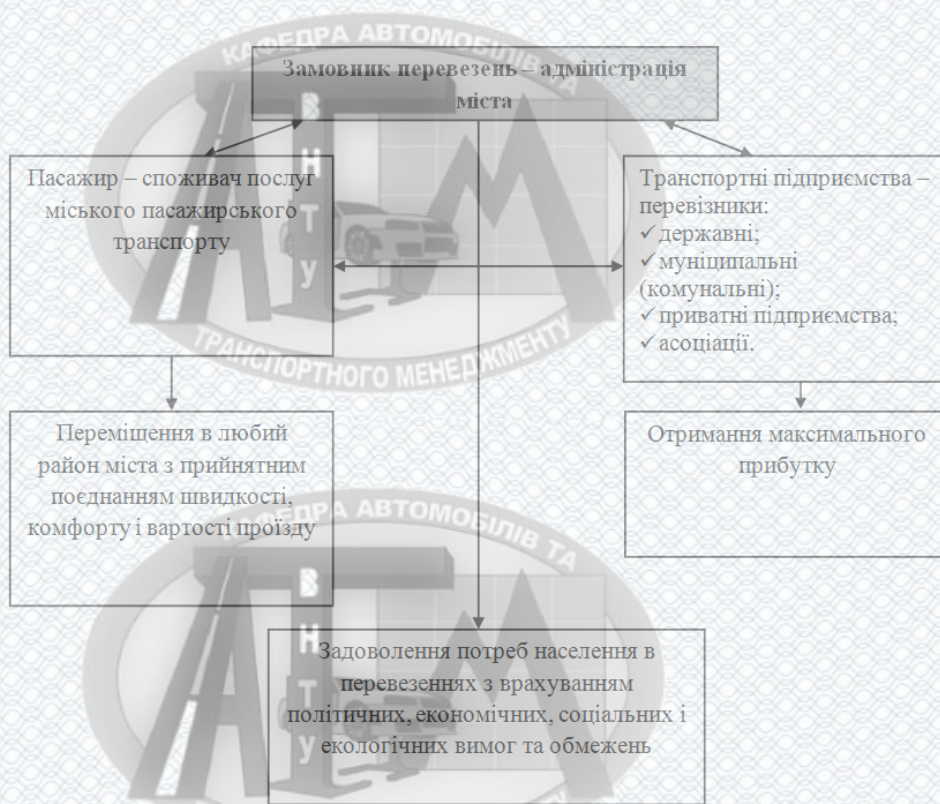 КАФЕДРА АВТОМОБІЛІВ ТА
Замовник перевезень – адміністрація
міста
ВНТУ
Пасажир – споживач послуг
міського пасажирського
транспорту
Транспортні підприємства –
перевізники:
✓ державні;
✓ муніципальні
(комунальні);
✓ приватні підприємства;
✓ асоціації.
ТРАНСПОРТНОГО МЕНЕДЖМЕНТУ
Переміщення в любий
район міста з прийнятним
поєднанням швидкості,
комфорту і вартості проїзду
Отримання максимального
прибутку
КАФЕДРА АВТОМОБІЛІВ ТА
ВНТУ
Задоволення потреб населення в
перевезеннях з врахуванням
політичних, економічних, соціальних і
екологічних вимог та обмежень